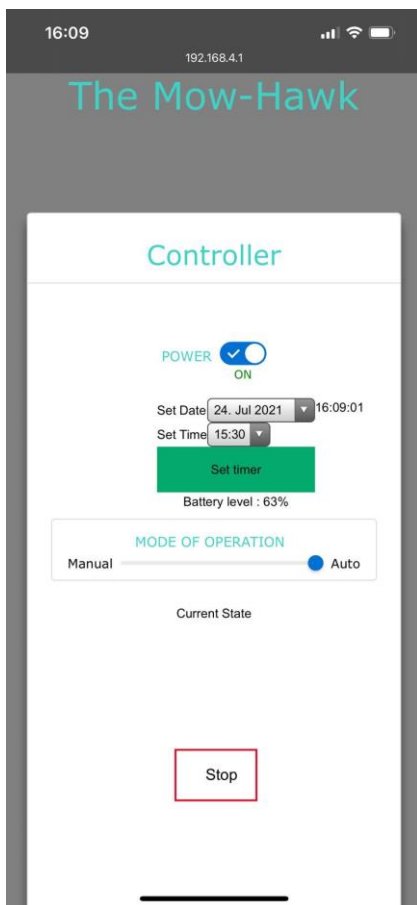 16:09
192.168.4.1
The Mow-Hawk
Controller
POWER
ON
Set Date 24. Jul 2021 16:09:01
Set Time 15:30
Set timer
Battery level : 63%
MODE OF OPERATION
Manual Auto
Current State
Stop